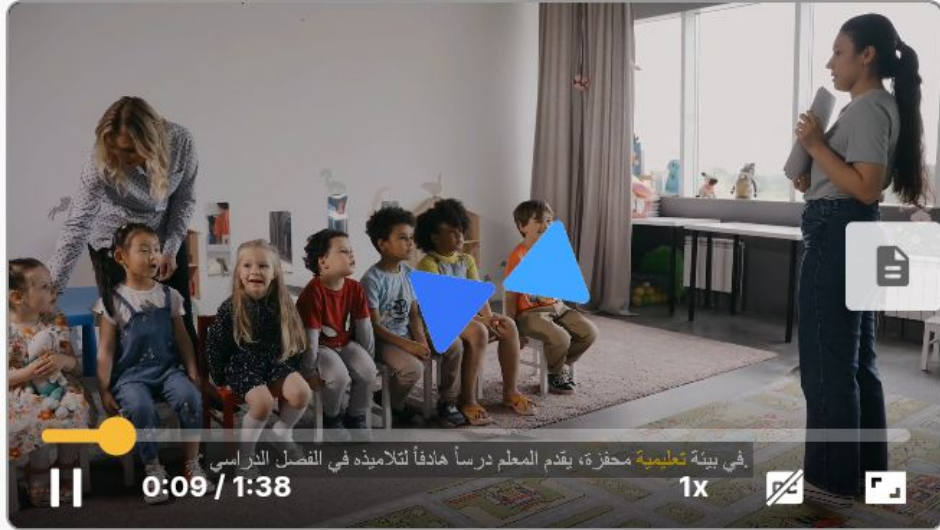 في بيئة تعليمية محفزة، يقدم المعلم درساً هادفاً لتلاميذه في الفصل الدراسي.
0:09 / 1:38
1x